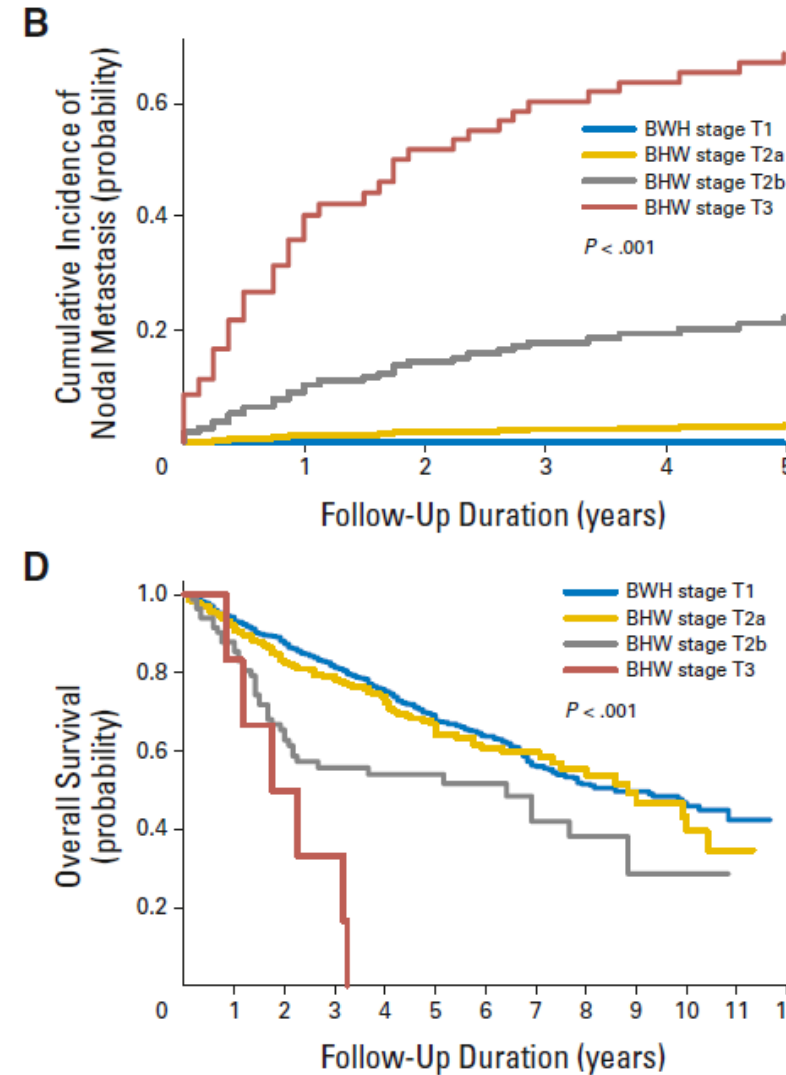 B
Cumulative Incidence of
Nodal Metastasis (probability)
0.6
0.4
0.2
0
1
2
3
4
5
BWH stage T1
BHW stage T2a
BHW stage T2b
BHW stage T3
P < .001
Follow-Up Duration (years)
D
Overall Survival
(probability)
1.0
0.8
0.6
0.4
0.2
0
1
2
3
4
5
6
7
8
9
10
11
BWH stage T1
BHW stage T2a
BHW stage T2b
BHW stage T3
P < .001
Follow-Up Duration (years)